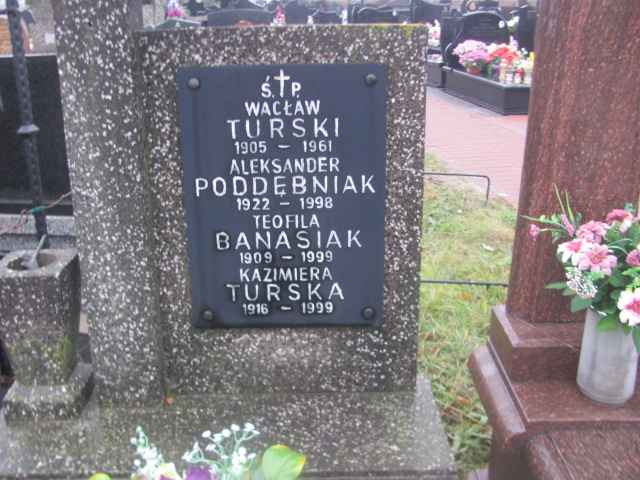 Ś.†P.
WACŁAW
TURSKI
1905 - 1961
ALEKSANDER
PODDĘBNIAK
1922 - 1998
TEOFILA
BANASIAK
1909 - 1999
KAZIMIERA
TURSKA
1916 - 1999